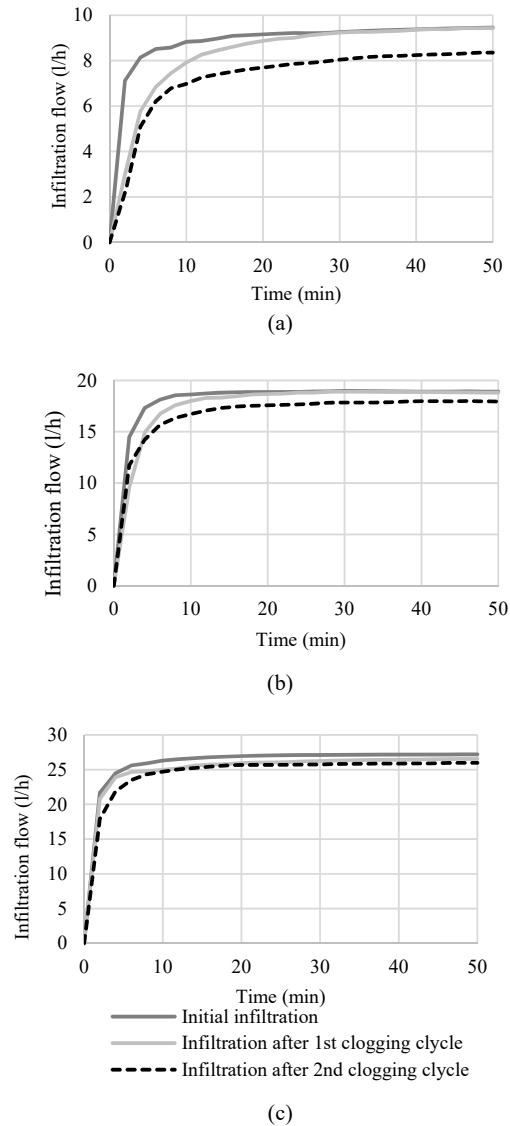 Infiltration flow (l/h)
10
8
6
4
2
0
0 10 20 30 40 50
Time (min)
(a)
Infiltration flow (l/h)
20
15
10
5
0
0 10 20 30 40 50
Time (min)
(b)
Infiltration flow (l/h)
30
25
20
15
10
5
0
0 10 20 30 40 50
Time (min)
Initial infiltration
Infiltration after 1st clogging clycle
Infiltration after 2nd clogging clycle
(c)